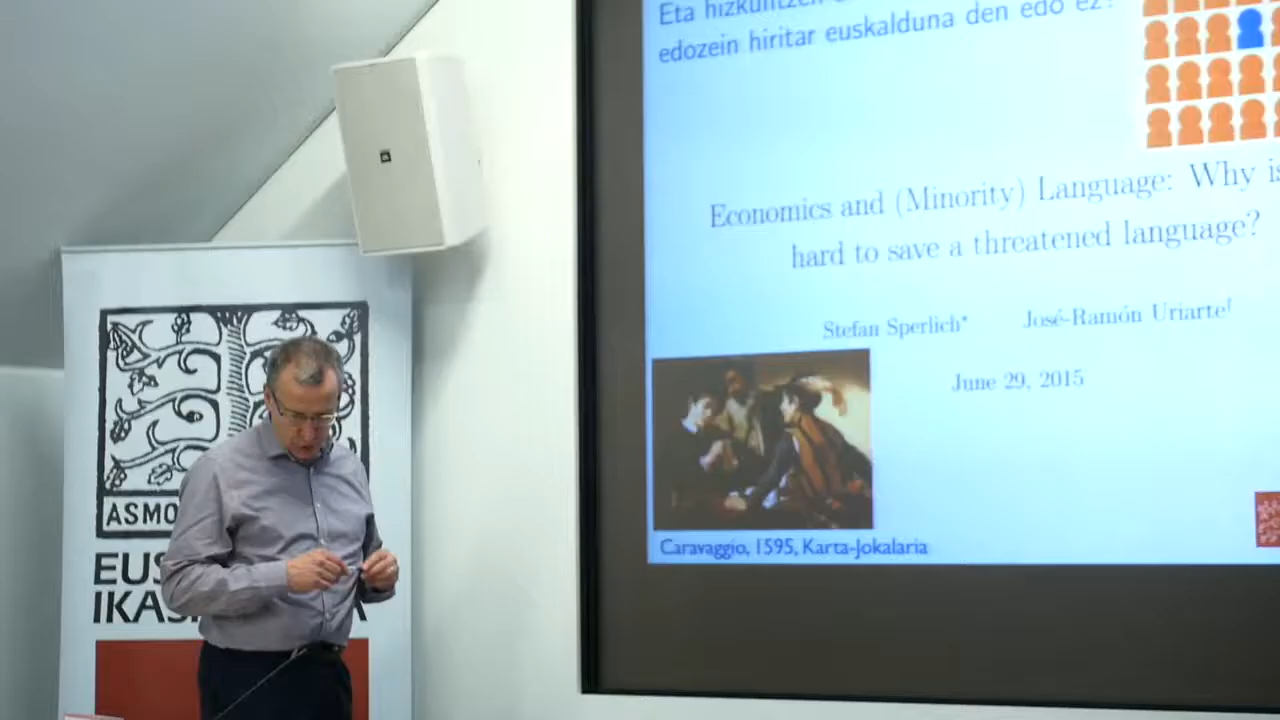 Eta
edozein hiritar euskalduna den edo ez?
Economics and (Minority) Language: Why is
hard to save a threatened language?
Stefan Sperlich* José-Ramón Uriarte†
June 29, 2015
Caravaggio, 1595, Karta-Jokalaria
ASMO
EUS
IKAS A